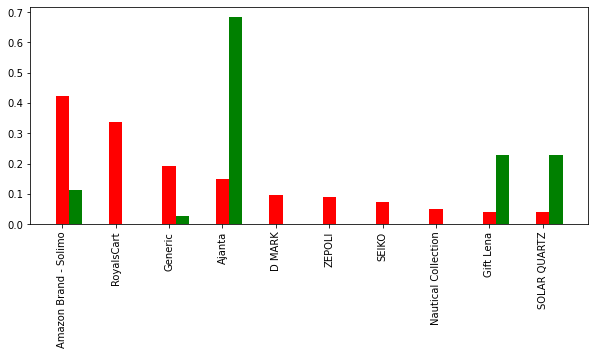 0.7
0.6
0.5
0.4
0.3
0.2
0.1
0.0
Amazon Brand - Solimo
RoyalsCart
Generic
Ajanta
D MARK
ZEPOLI
SEIKO
Nautical Collection
Gift Lena
SOLAR QUARTZ